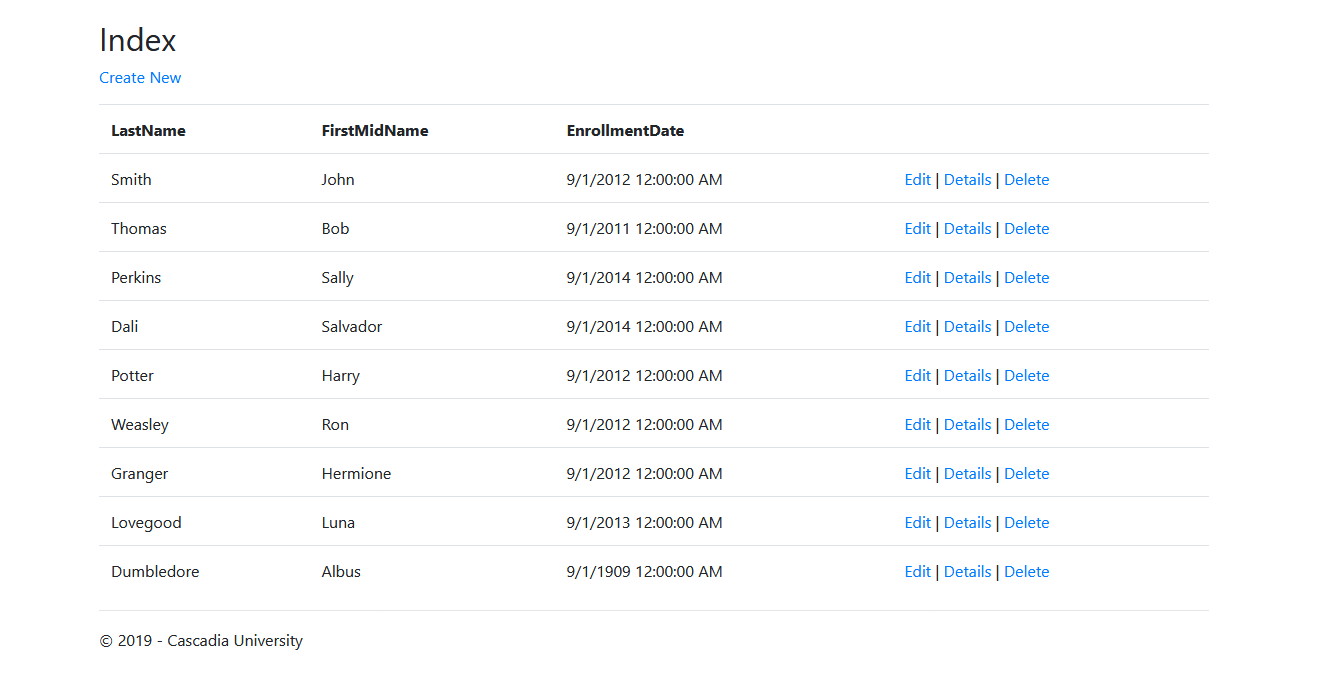 Index
Create New
LastName FirstMidName EnrollmentDate
Smith John 9/1/2012 12:00:00 AM Edit | Details | Delete
Thomas Bob 9/1/2011 12:00:00 AM Edit | Details | Delete
Perkins Sally 9/1/2014 12:00:00 AM Edit | Details | Delete
Dali Salvador 9/1/2014 12:00:00 AM Edit | Details | Delete
Potter Harry 9/1/2012 12:00:00 AM Edit | Details | Delete
Weasley Ron 9/1/2012 12:00:00 AM Edit | Details | Delete
Granger Hermione 9/1/2012 12:00:00 AM Edit | Details | Delete
Lovegood Luna 9/1/2013 12:00:00 AM Edit | Details | Delete
Dumbledore Albus 9/1/1909 12:00:00 AM Edit | Details | Delete
© 2019 - Cascadia University